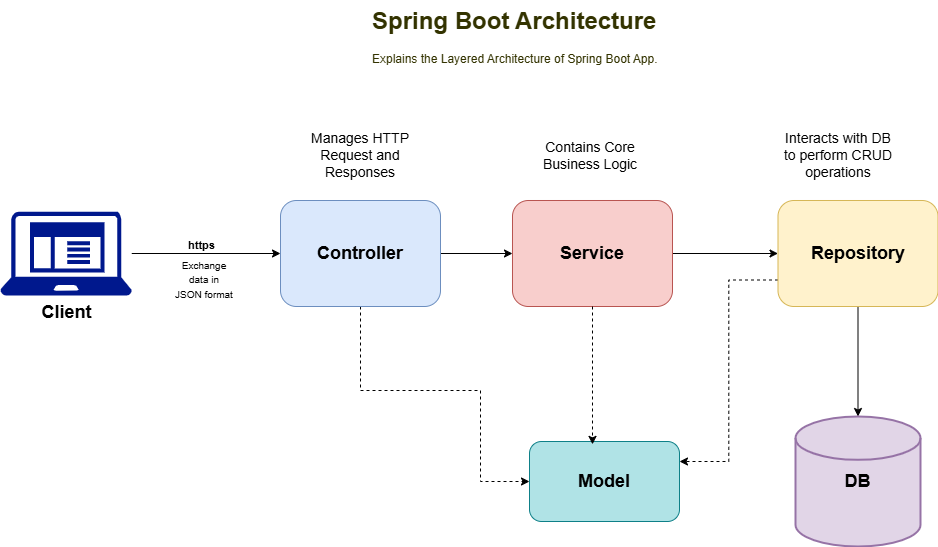 Spring Boot Architecture
Explains the Layered Architecture of Spring Boot App.
Manages HTTP
Request and
Responses
Contains Core
Business Logic
Interacts with DB
to perform CRUD
operations
https
Exchange
data in
JSON format
Client
Controller
Service
Repository
Model
DB